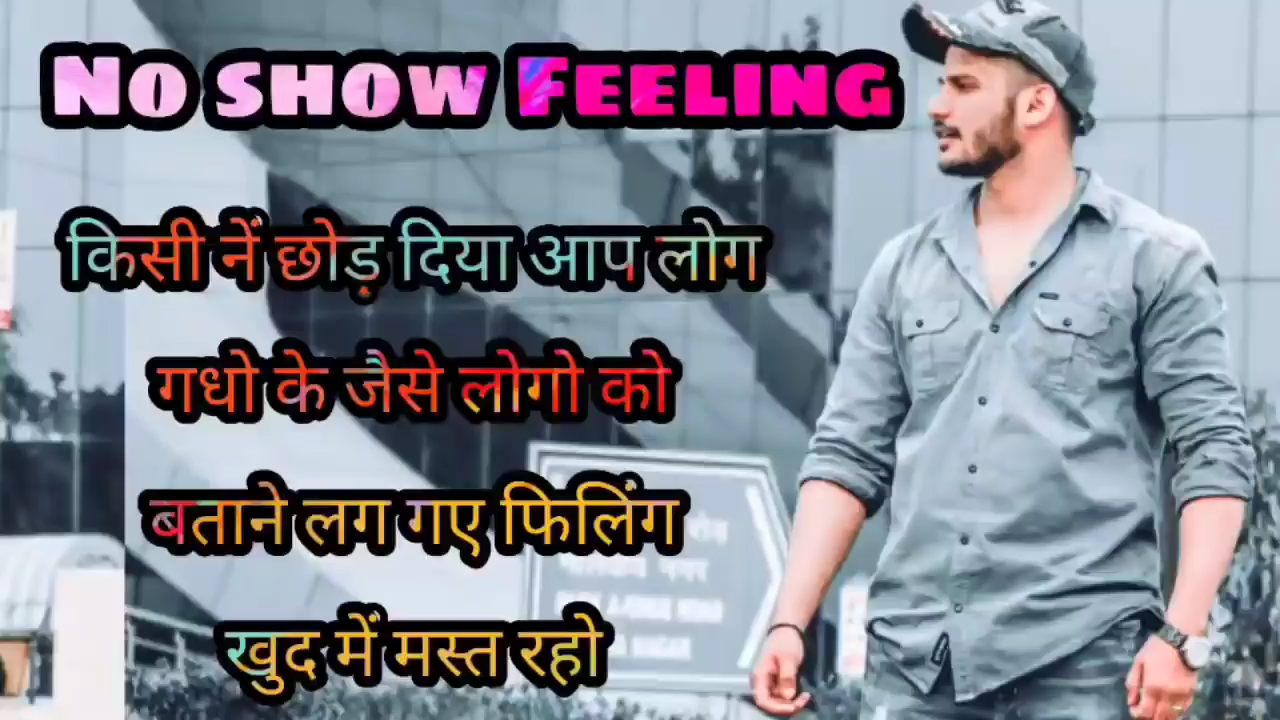 No show Feeling
किसी नें छोड़ दिया आप लोग
गधो के जैसे लोगो को
बताने लग गए फिलिंग
खुद में मस्त रहो